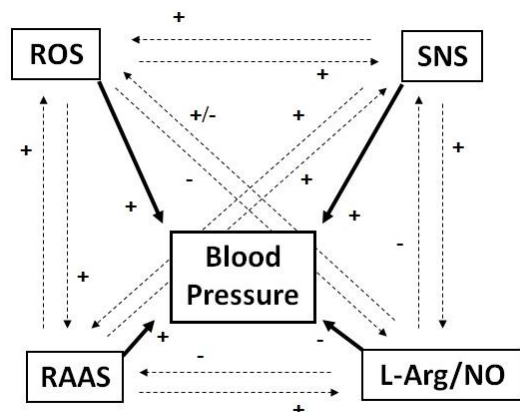 +
ROS
SNS
+
+/-
+
+
+
-
+
+
+
-
Blood
Pressure
+
+
-
-
RAAS
L-Arg/NO
+